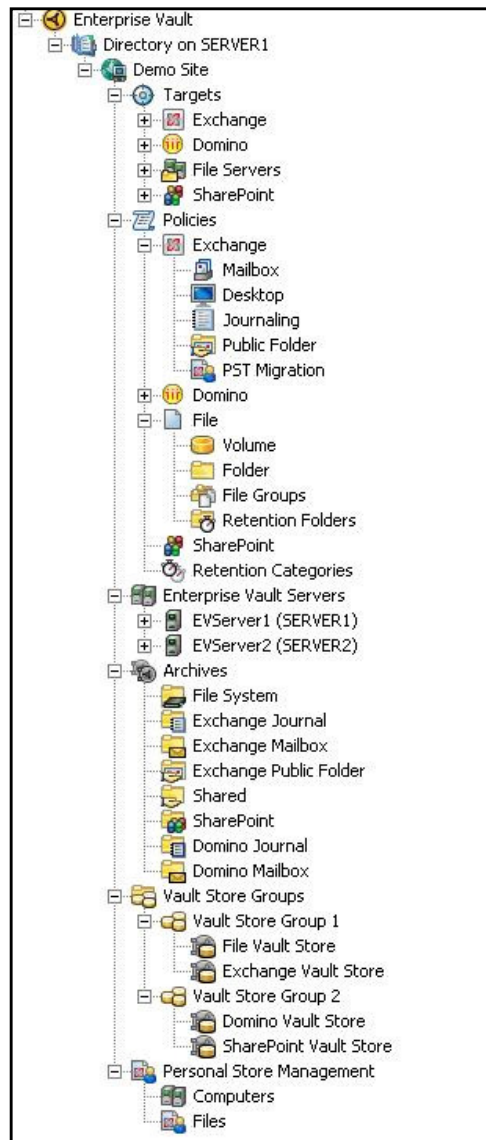 Enterprise Vault
Directory on SERVER1
Demo Site
Targets
Exchange
Domino
File Servers
SharePoint
Policies
Exchange
Mailbox
Desktop
Journaling
Public Folder
PST Migration
Domino
File
Volume
Folder
File Groups
Retention Folders
SharePoint
Retention Categories
Enterprise Vault Servers
EVServer1 (SERVER1)
EVServer2 (SERVER2)
Archives
File System
Exchange Journal
Exchange Mailbox
Exchange Public Folder
Shared
SharePoint
Domino Journal
Domino Mailbox
Vault Store Groups
Vault Store Group 1
File Vault Store
Exchange Vault Store
Vault Store Group 2
Domino Vault Store
SharePoint Vault Store
Personal Store Management
Computers
Files